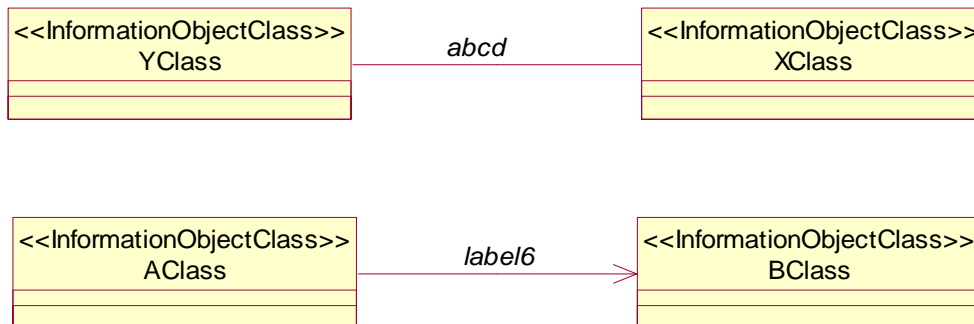 <<InformationObjectClass>>
YClass
abcd
<<InformationObjectClass>>
XClass
<<InformationObjectClass>>
AClass
label6
<<InformationObjectClass>>
BClass